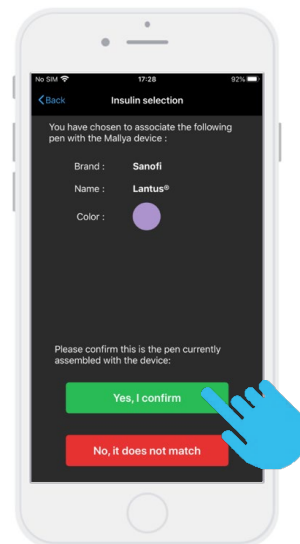 No SIM 17:28 92%
Back Insulin selection
You have chosen to associate the following
pen with the Mallya device :
Brand : Sanofi
Name : Lantus®
Color :
Please confirm this is the pen currently
assembled with the device:
Yes, I confirm
No, it does not match